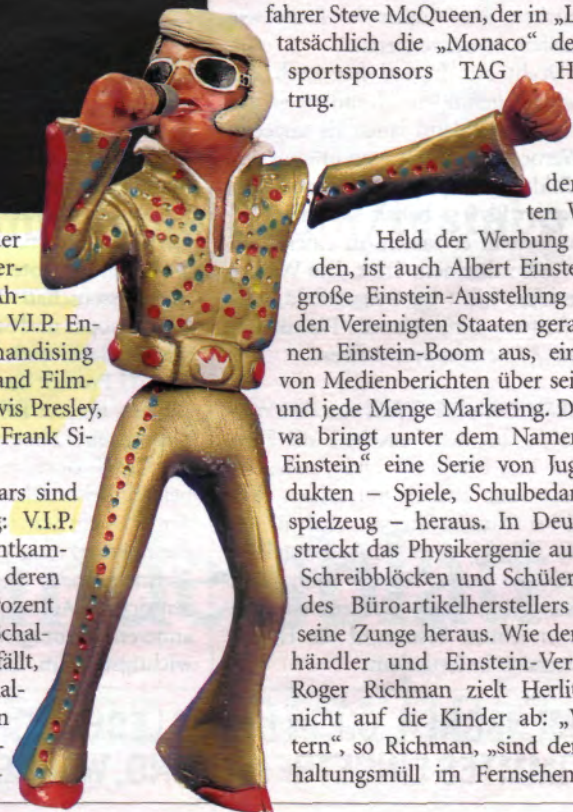 der
er-
Ah-
V.I.P. En-
handising
and Film-
vis Presley,
Frank Si-
ars sind
g: V.I.P.
ntkam-
deren
rozent
schal-
fällt,
al-
n
-
-
fahrer Steve McQueen, der in „L
tatsächlich die „Monaco“ de
sportsponsors TAG H
trug.
den
ten W
Held der Werbung
den, ist auch Albert Einste
große Einstein-Ausstellung
den Vereinigten Staaten gera
nen Einstein-Boom aus, ein
von Medienberichten über sei
und jede Menge Marketing. D
wa bringt unter dem Namen
Einstein“ eine Serie von Jug
dukten – Spiele, Schulbedar
spielzeug – heraus. In Deu
streckt das Physikergenie au
Schreibblöcken und Schüler
des Büroartikelherstellers
seine Zunge heraus. Wie der
händler und Einstein-Ver
Roger Richman zielt Herlit
nicht auf die Kinder ab: „V
tern“, so Richman, „sind der
haltungsmüll im Fernsehen